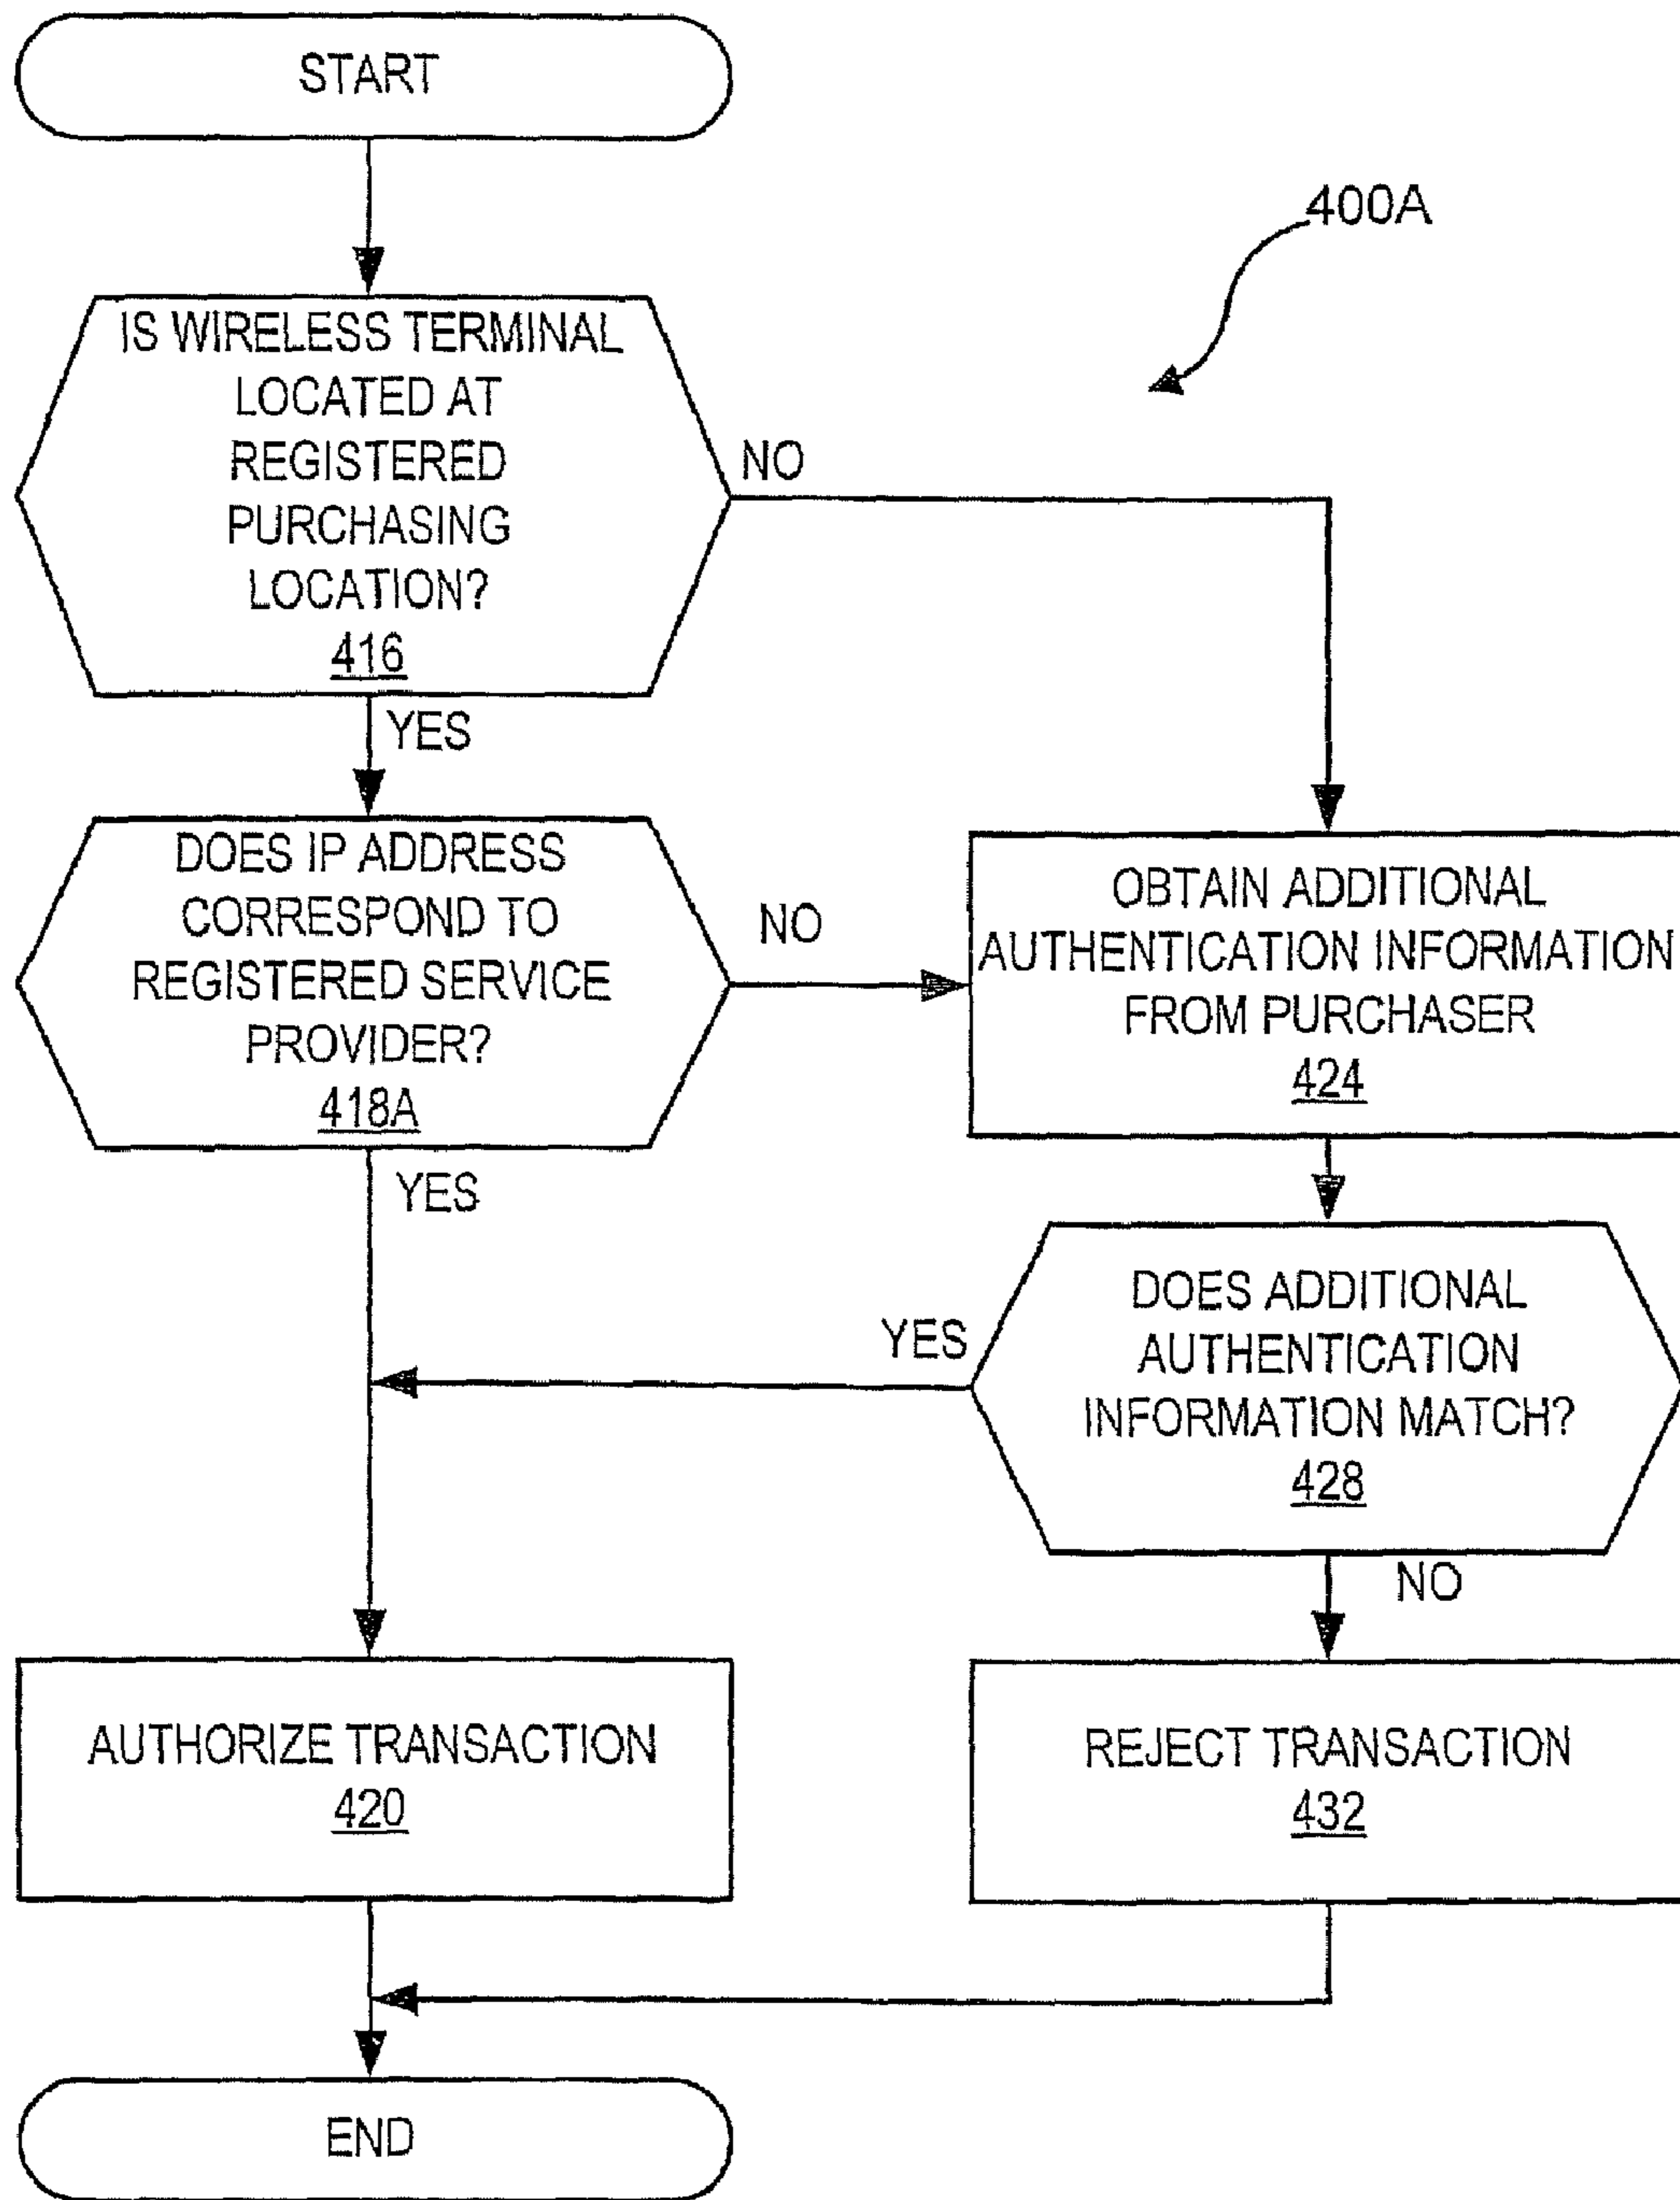 START
400A
IS WIRELESS TERMINAL
LOCATED AT
REGISTERED
PURCHASING
LOCATION?
416
NO
YES
DOES IP ADDRESS
CORRESPOND TO
REGISTERED SERVICE
PROVIDER?
418A
NO
YES
OBTAIN ADDITIONAL
AUTHENTICATION INFORMATION
FROM PURCHASER
424
DOES ADDITIONAL
AUTHENTICATION
INFORMATION MATCH?
428
YES
NO
AUTHORIZE TRANSACTION
420
REJECT TRANSACTION
432
END